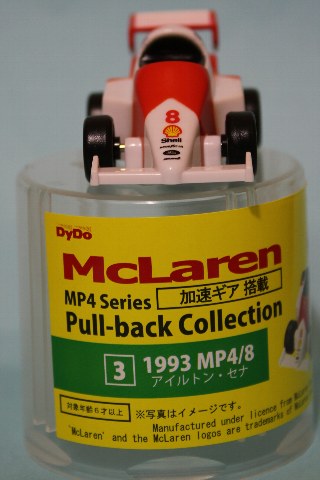 8
Shell
DyDo
McLaren
MP4 Series 加速ギア 搭載
Pull-back Collection
3 1993 MP4/8
アイルトン・セナ
対象年齢6才以上 ※写真はイメージです。
Manufactured under licence from M
'McLaren' and the McLaren logos are trademarks of M